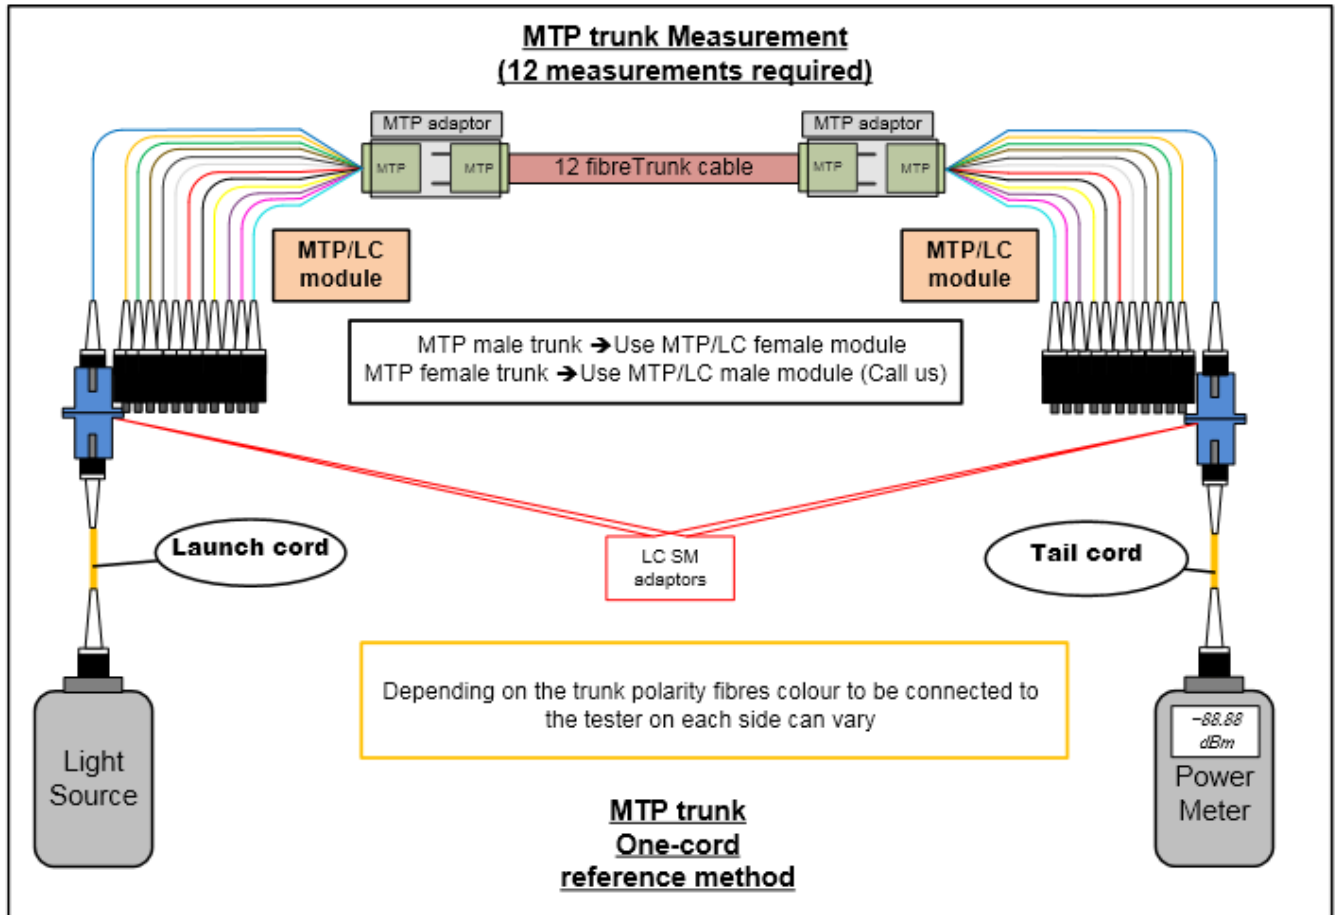 MTP trunk Measurement
(12 measurements required)
MTP adaptor
MTP adaptor
MTP
MTP
12 fibreTrunk cable
MTP
MTP
MTP/LC
module
MTP/LC
module
MTP male trunk ➔Use MTP/LC female module
MTP female trunk ➔Use MTP/LC male module (Call us)
Launch cord
LC SM
adaptors
Tail cord
Depending on the trunk polarity fibres colour to be connected to
the tester on each side can vary
Light
Source
-88.88
dBm
Power
Meter
MTP trunk
One-cord
reference method